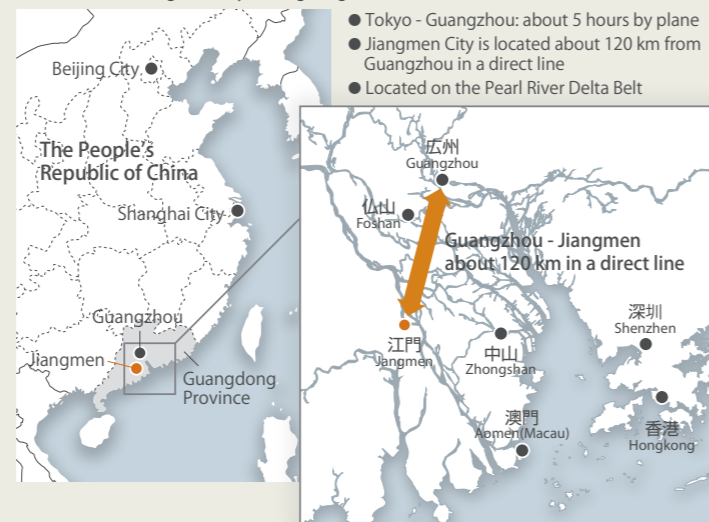 ● Tokyo - Guangzhou: about 5 hours by plane
● Jiangmen City is located about 120 km from
Guangzhou in a direct line
● Located on the Pearl River Delta Belt
Beijing City
The People's
Republic of China
Shanghai City
Guangzhou
Jiangmen
Guangdong
Province
広州
Guangzhou
仏山
Foshan
Guangzhou - Jiangmen
about 120 km in a direct line
江門
Jangmen
中山
Zhongshan
深圳
Shenzhen
澳門
Aomen(Macau)
香港
Hongkong